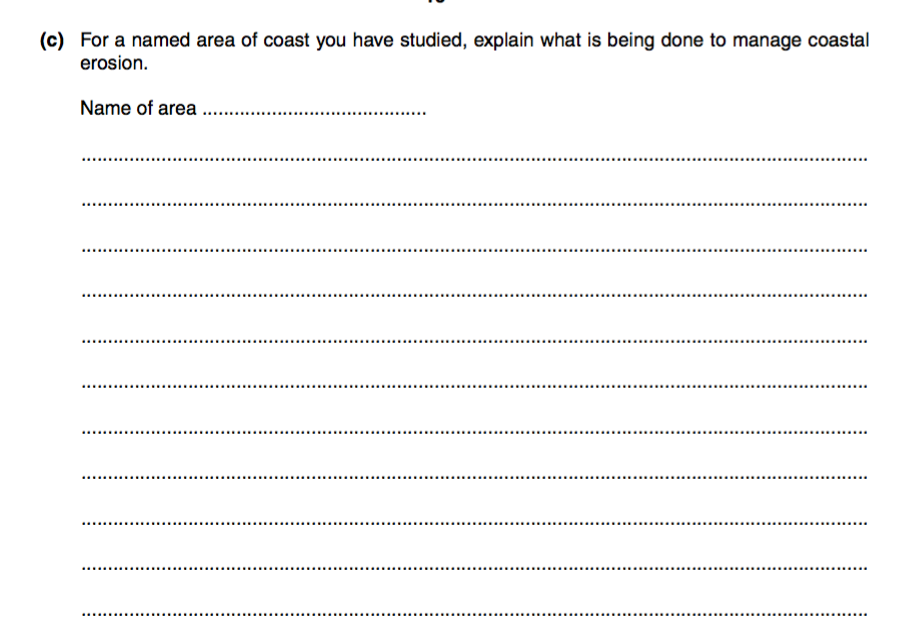 (c) For a named area of coast you have studied, explain what is being done to manage coastal
erosion.
Name of area ..........................................